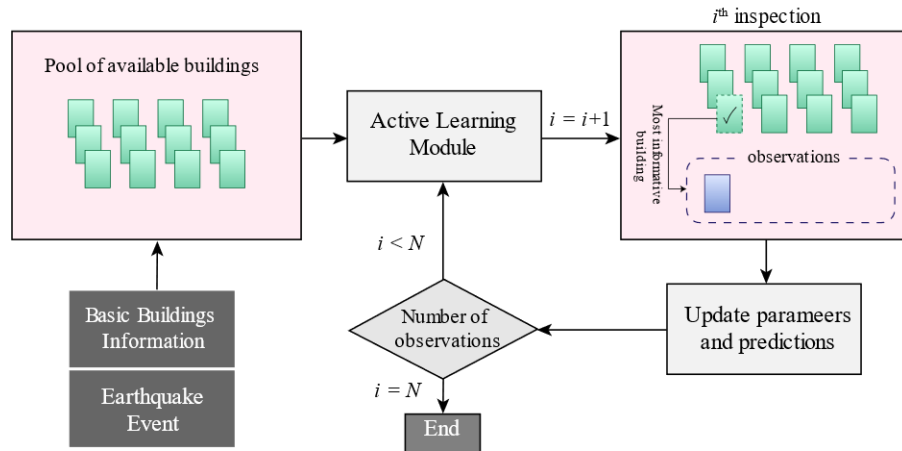 i th inspection
Pool of available buildings
Active Learning
Module
i = i+1
Most informative
building
observations
i < N
Basic Buildings
Information
Number of
observations
Update parameers
and predictions
Earthquake
Event
i = N
End